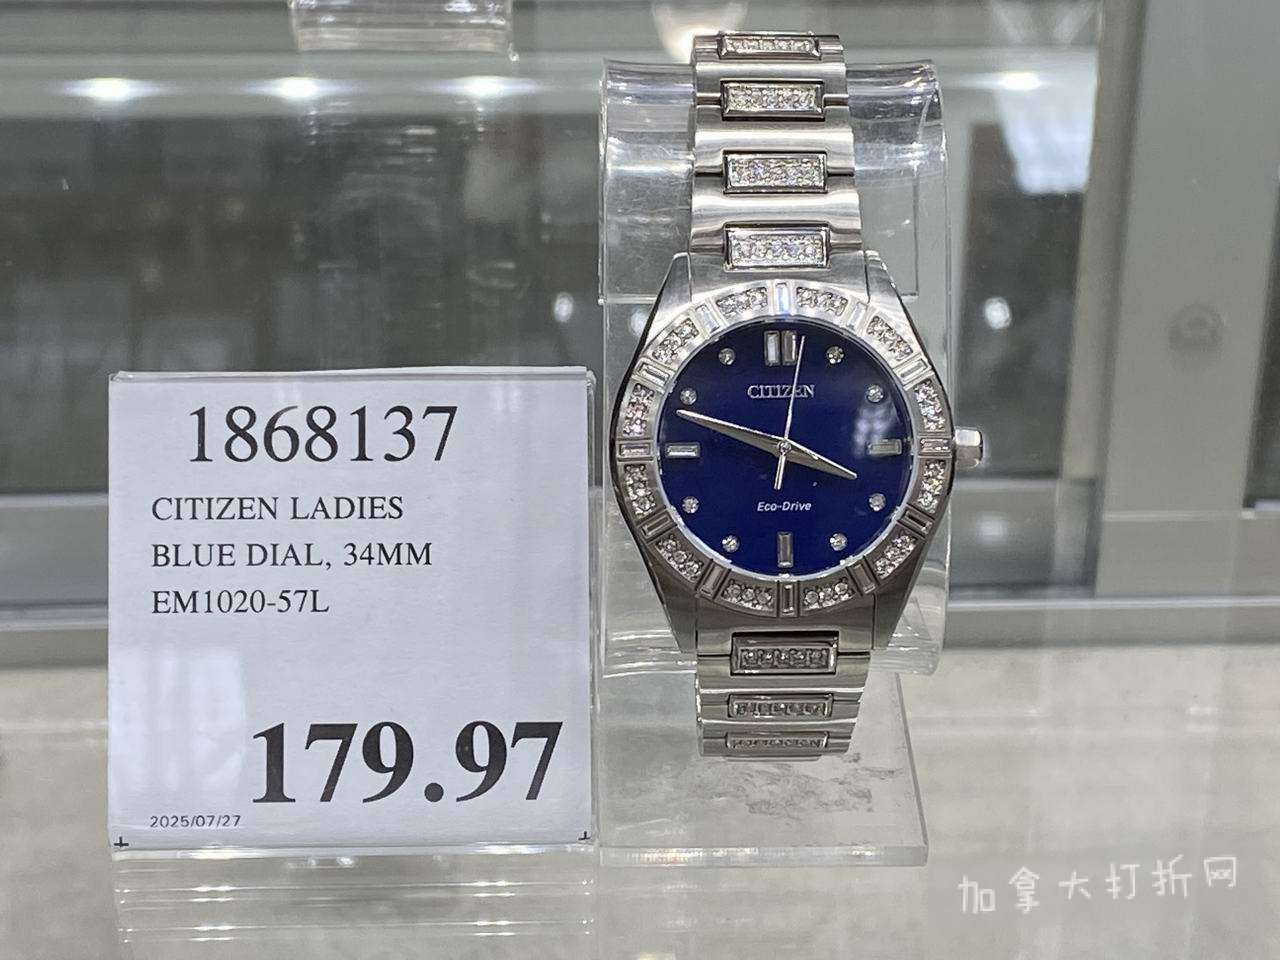 1868137
CITIZEN LADIES
BLUE DIAL, 34MM
EM1020-57L
179.97
2025/07/27
CITIZEN
Eco-Drive
加拿大打折网